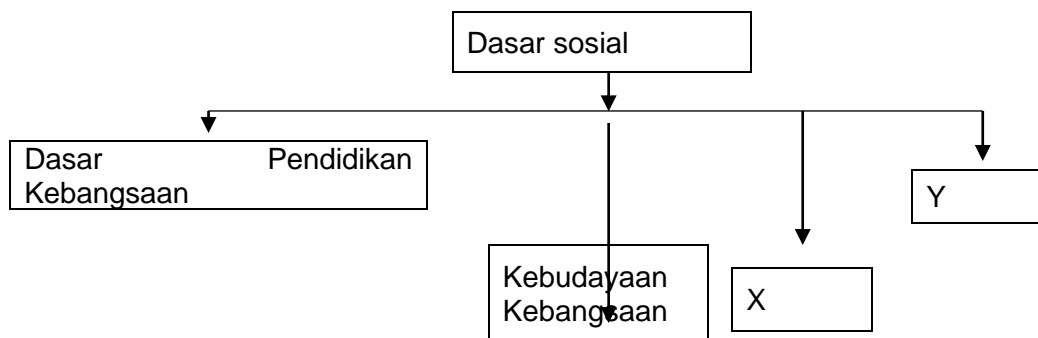 Dasar sosial
Dasar Pendidikan
Kebangsaan
Y
Kebudayaan
Kebangsaan
X